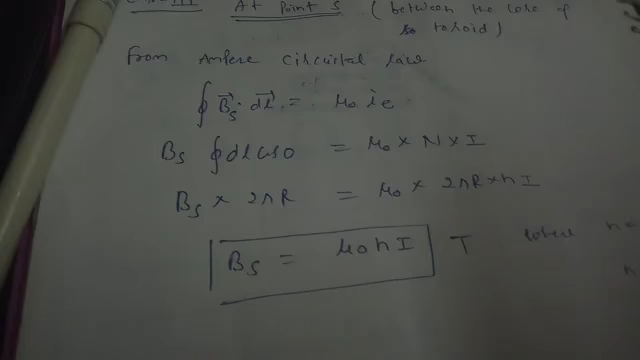 At Point S (between the core of
toroid)
From Ampere Circuital law
∮ B⃗s · dl⃗ = μ0 ie
Bs ∮ dl cos0 = μ0 × N × I
Bs × 2πR = μ0 × 2πR × n I
Bs = μ0 n I T where n =
n